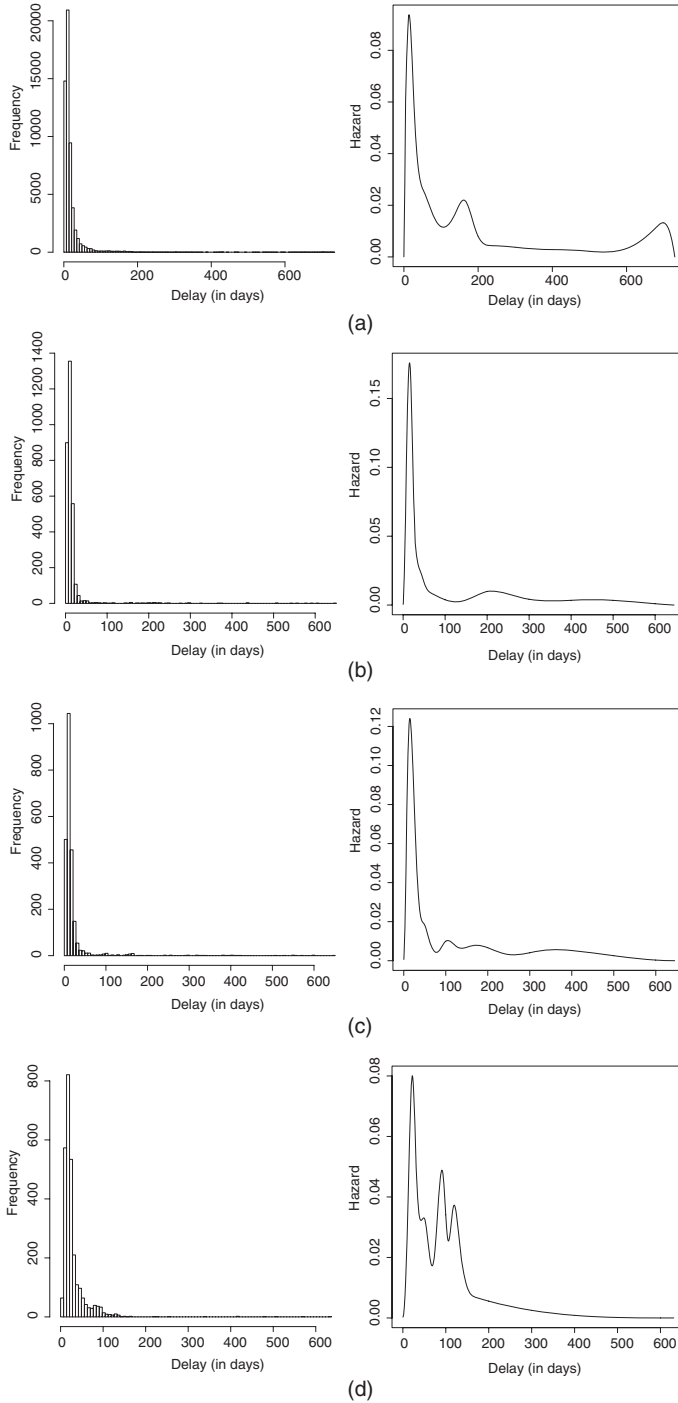 Frequency
0 5000 10000 15000 20000
0 200 400 600
Delay (in days)
Hazard
0.00 0.02 0.04 0.06 0.08
0 200 400 600
Delay (in days)
(a)
Frequency
0 200 400 600 800 1000 1200 1400
0 100 200 300 400 500 600
Delay (in days)
Hazard
0.00 0.05 0.10 0.15
0 100 200 300 400 500 600
Delay (in days)
(b)
Frequency
0 200 400 600 800 1000
0 100 200 300 400 500 600
Delay (in days)
Hazard
0.00 0.02 0.04 0.06 0.08 0.10 0.12
0 100 200 300 400 500 600
Delay (in days)
(c)
Frequency
0 200 400 600 800
0 100 200 300 400 500 600
Delay (in days)
Hazard
0.00 0.02 0.04 0.06 0.08
0 100 200 300 400 500 600
Delay (in days)
(d)